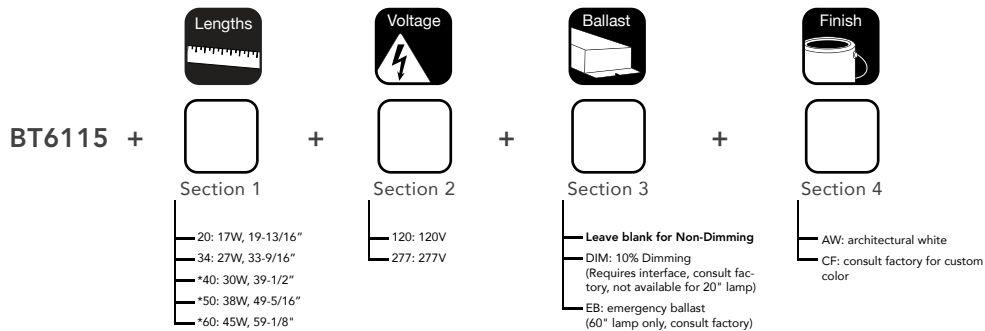 Lengths
Voltage
Ballast
Finish
BT6115 + + + +
Section 1
Section 2
Section 3
Section 4
20: 17W, 19-13/16”
34: 27W, 33-9/16”
*40: 30W, 39-1/2”
*50: 38W, 49-5/16”
*60: 45W, 59-1/8"
120: 120V
277: 277V
Leave blank for Non-Dimming
DIM: 10% Dimming
(Requires interface, consult fac-
tory, not available for 20" lamp)
EB: emergency ballast
(60" lamp only, consult factory)
AW: architectural white
CF: consult factory for custom
color